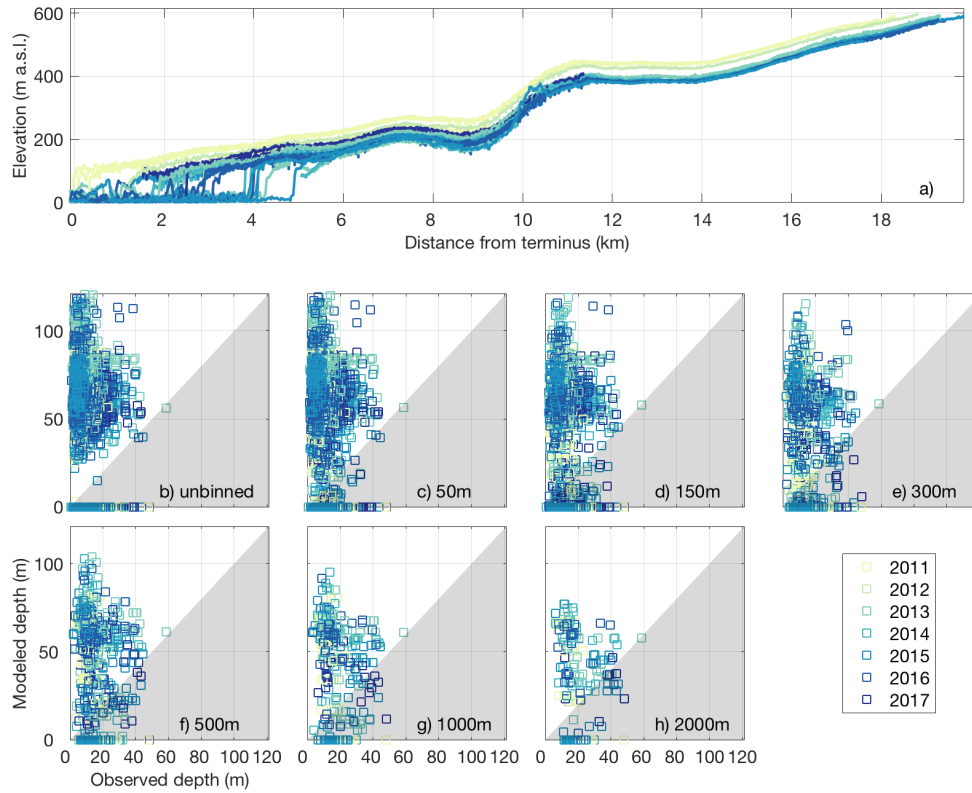 600
400
200
0
Elevation (m a.s.l.)
a)
0 2 4 6 8 10 12 14 16 18
Distance from terminus (km)
100
50
0
b) unbinned
c) 50m
d) 150m
e) 300m
100
50
0
Modeled depth (m)
f) 500m
g) 1000m
h) 2000m
0 20 40 60 80 100 120
0 20 40 60 80 100 120
0 20 40 60 80 100 120
Observed depth (m)
2011
2012
2013
2014
2015
2016
2017